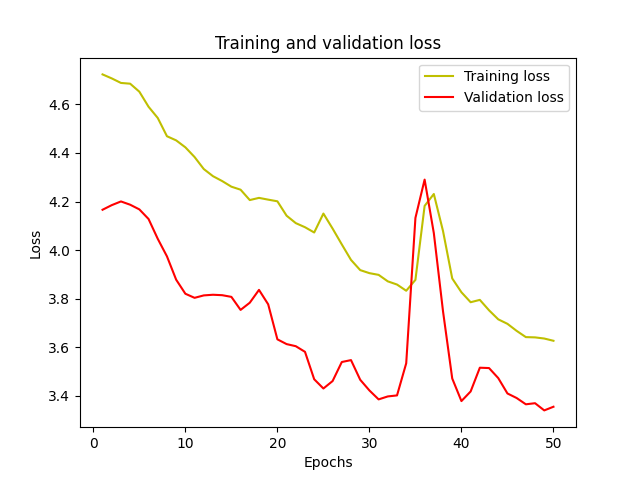 Training and validation loss
Training loss
Validation loss
Loss
4.6
4.4
4.2
4.0
3.8
3.6
3.4
0 10 20 30 40 50
Epochs